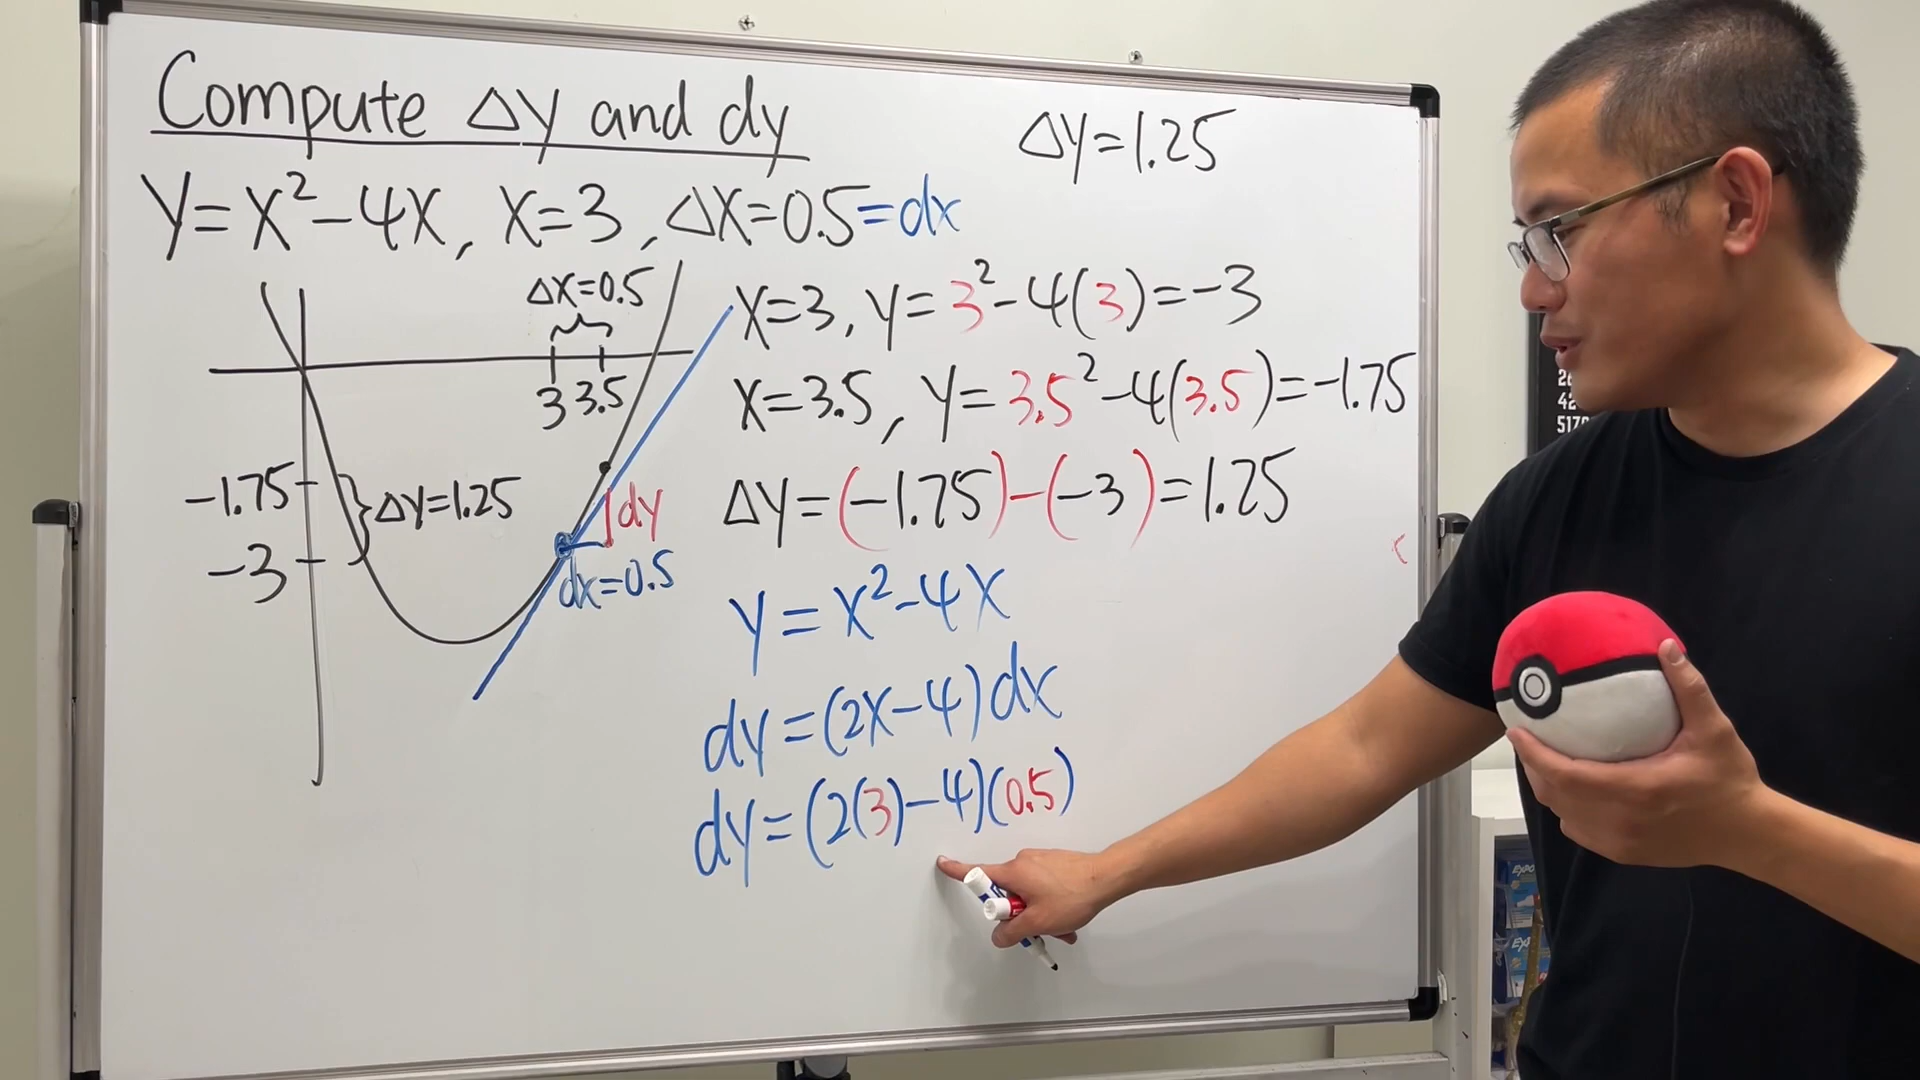 Compute Δy and dy
Δy=1.25
y=x²-4x, x=3, Δx=0.5=dx
Δx=0.5
3 3.5
-1.75
Δy=1.25
-3
dy
dx=0.5
x=3, y=3²-4(3)=-3
x=3.5, y=3.5²-4(3.5)=-1.75
Δy=(-1.75)-(-3)=1.25
y=x²-4x
dy=(2x-4)dx
dy=(2(3)-4)(0.5)
EXPO